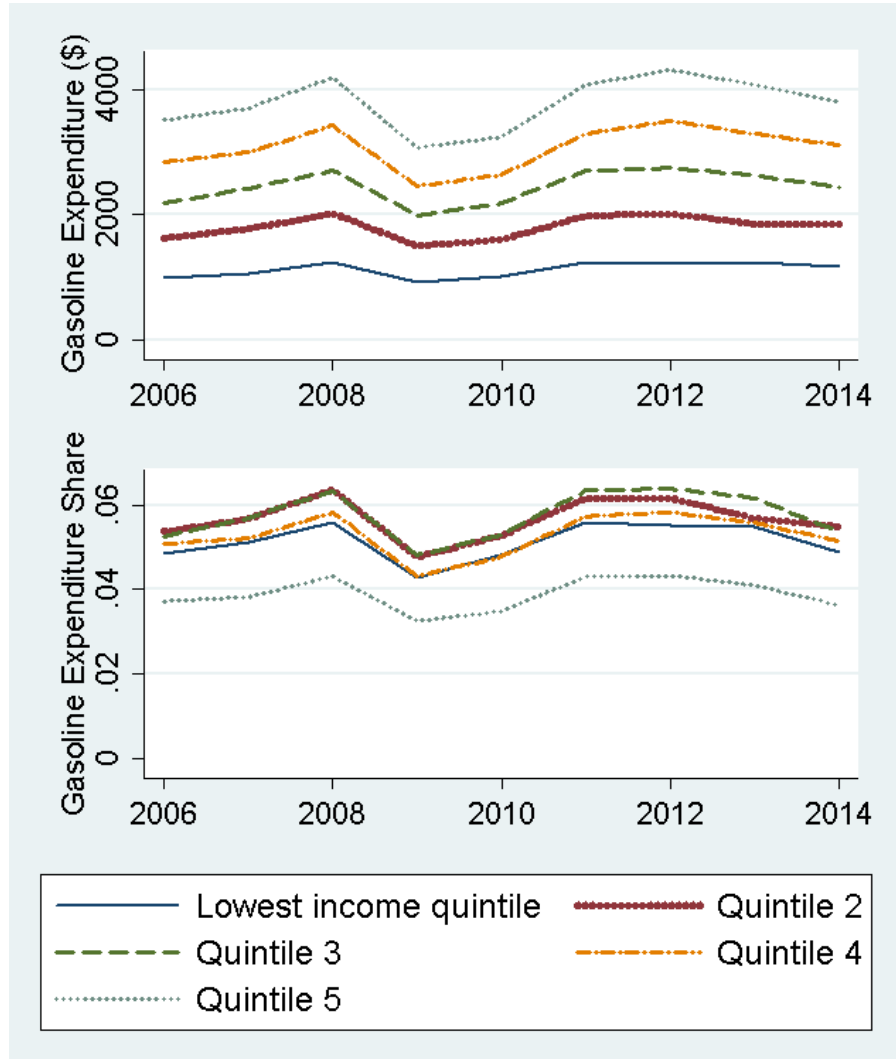 Gasoline Expenditure ($)
4000
2000
0
2006 2008 2010 2012 2014
Gasoline Expenditure Share
.06
.04
.02
0
2006 2008 2010 2012 2014
Lowest income quintile Quintile 2
Quintile 3 Quintile 4
Quintile 5